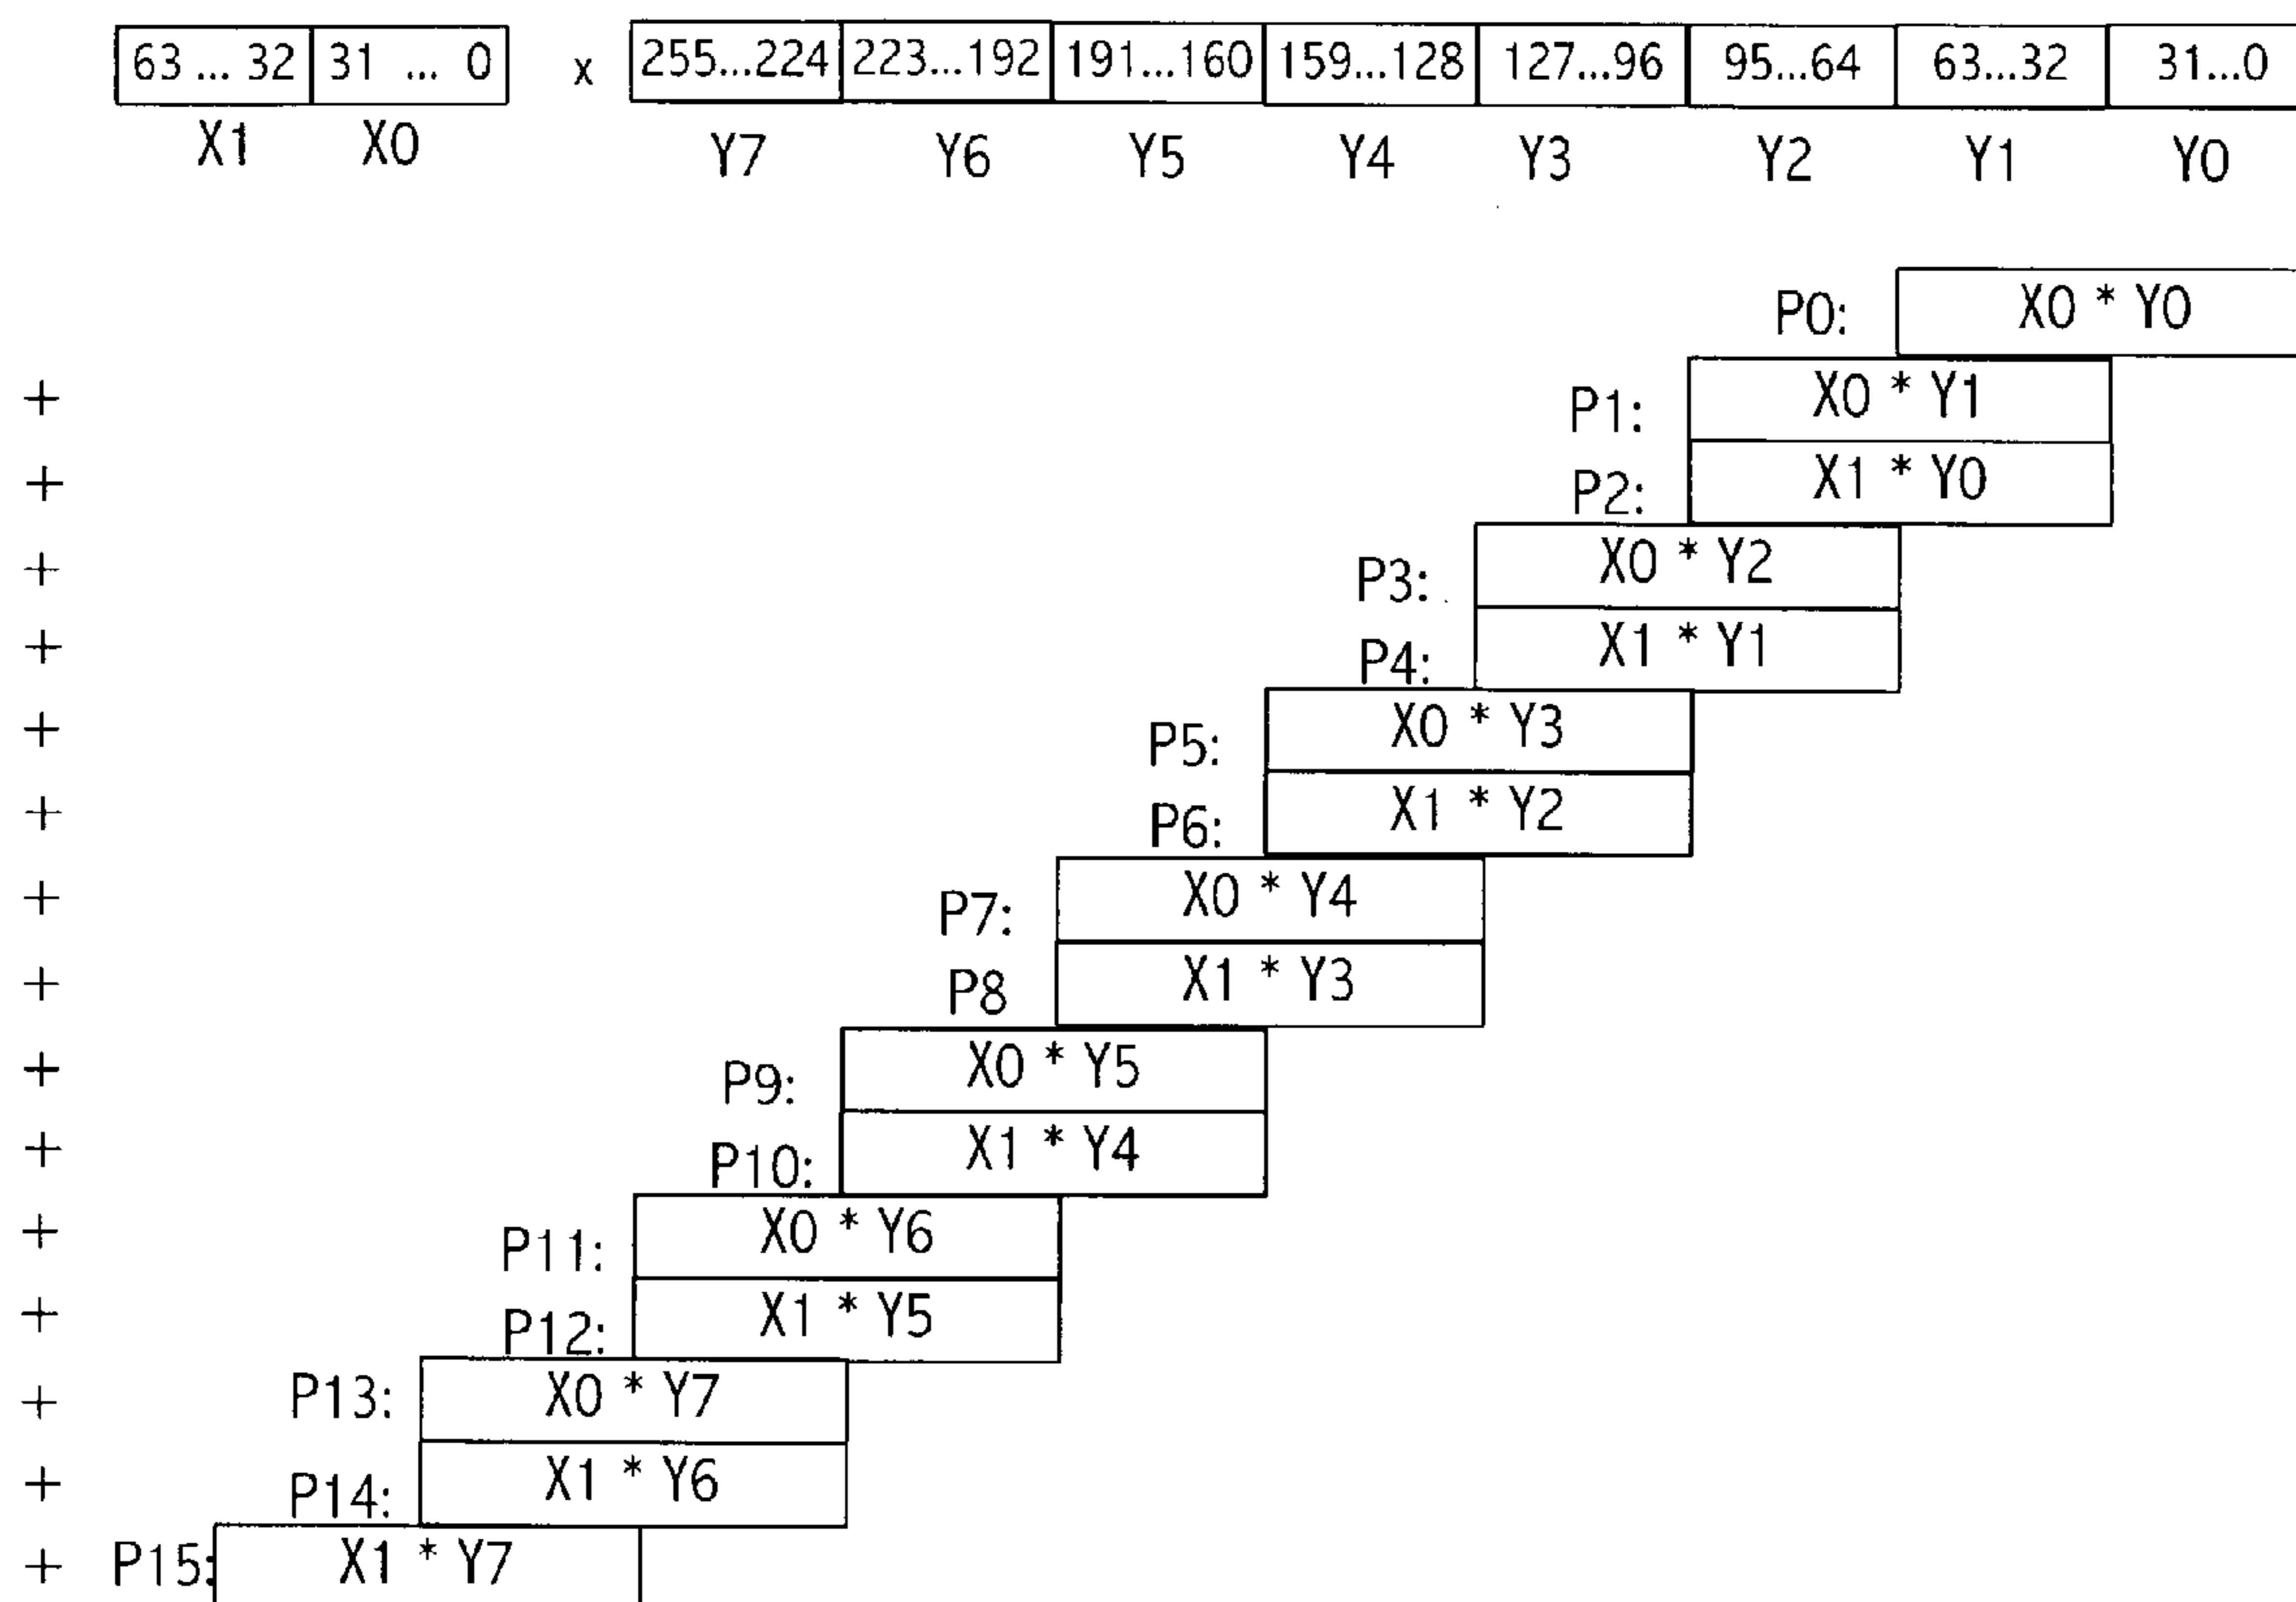 63 ... 32 31 ... 0 x 255...224 223...192 191...160 159...128 127...96 95...64 63...32 31...0
X1 X0 Y7 Y6 Y5 Y4 Y3 Y2 Y1 Y0
P0: X0 * Y0
+ P1: X0 * Y1
+ P2: X1 * Y0
+ P3: X0 * Y2
+ P4: X1 * Y1
+ P5: X0 * Y3
+ P6: X1 * Y2
+ P7: X0 * Y4
+ P8 X1 * Y3
+ P9: X0 * Y5
+ P10: X1 * Y4
+ P11: X0 * Y6
+ P12: X1 * Y5
+ P13: X0 * Y7
+ P14: X1 * Y6
+ P15: X1 * Y7